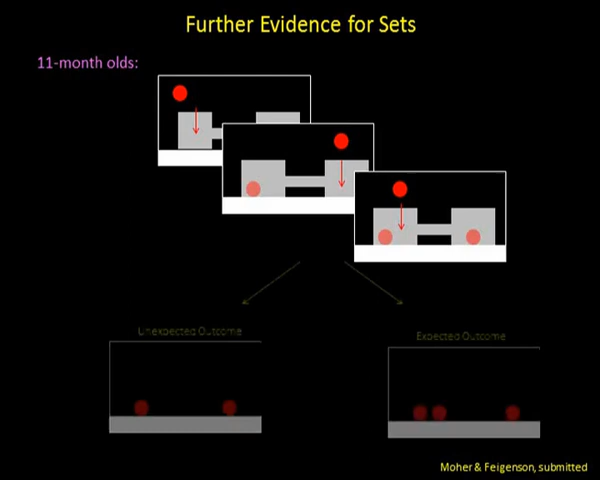 Further Evidence for Sets
11-month olds:
Unexpected Outcome
Expected Outcome
Moher & Feigenson, submitted